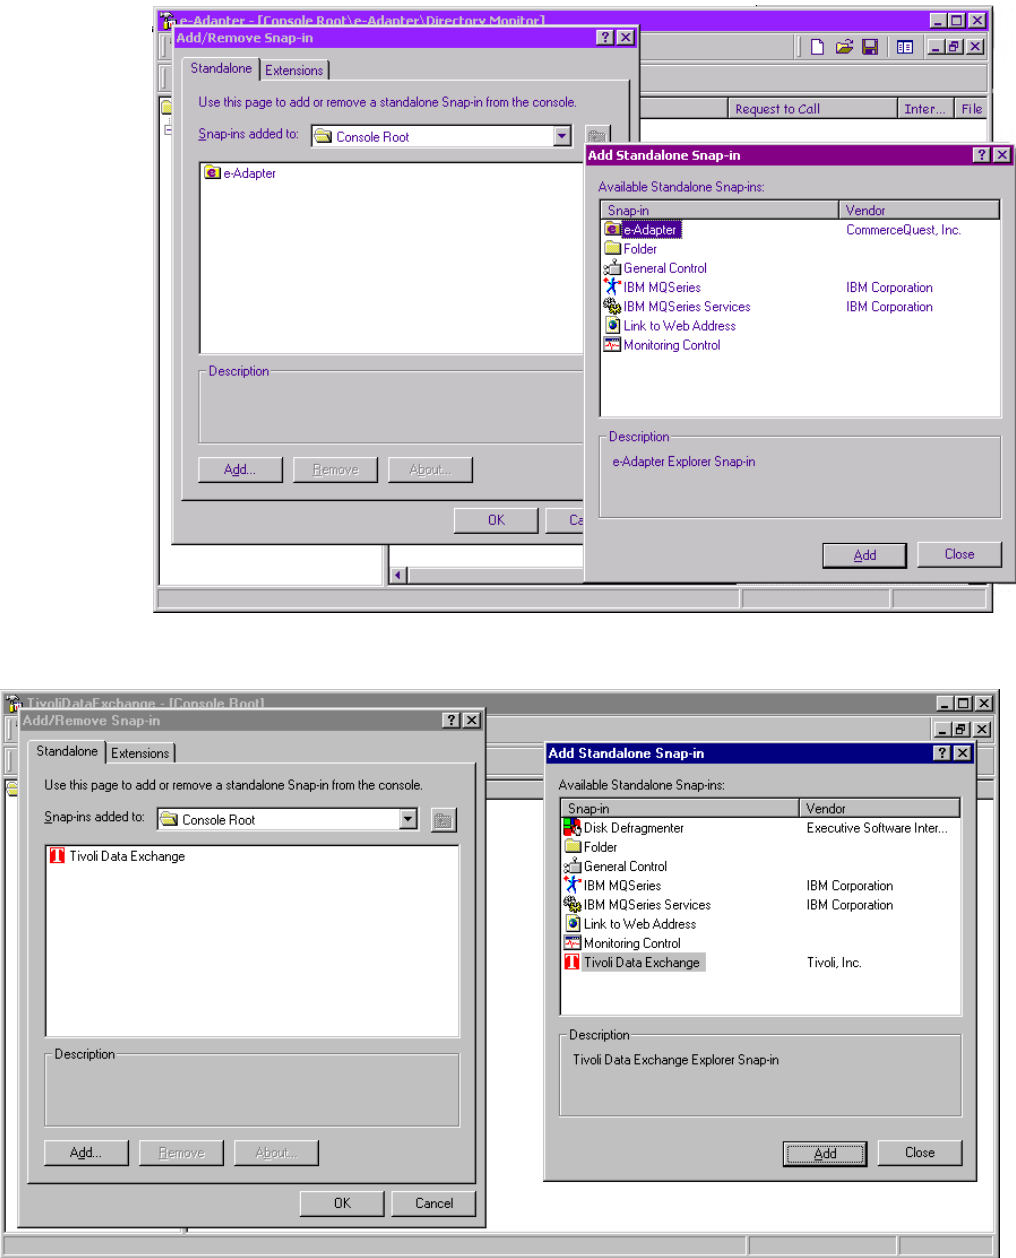 e-Adapter - [Console Root\e-Adapter\Directory Monitor]
Add/Remove Snap-in
Standalone Extensions
Use this page to add or remove a standalone Snap-in from the console.
Snap-ins added to: Console Root
e-Adapter
Description
Add... Remove About...
OK Ca
Request to Call Inter... File
Add Standalone Snap-in
Available Standalone Snap-ins:
Snap-in Vendor
e-Adapter CommerceQuest, Inc.
Folder
General Control
IBM MQSeries IBM Corporation
IBM MQSeries Services IBM Corporation
Link to Web Address
Monitoring Control
Description
e-Adapter Explorer Snap-in
Add Close
TivoliDataExchange - [Console Root]
Add/Remove Snap-in
Standalone Extensions
Use this page to add or remove a standalone Snap-in from the console.
Snap-ins added to: Console Root
Tivoli Data Exchange
Description
Add... Remove About...
OK Cancel
Add Standalone Snap-in
Available Standalone Snap-ins:
Snap-in Vendor
Disk Defragmenter Executive Software Inter...
Folder
General Control
IBM MQSeries IBM Corporation
IBM MQSeries Services IBM Corporation
Link to Web Address
Monitoring Control
Tivoli Data Exchange Tivoli, Inc.
Description
Tivoli Data Exchange Explorer Snap-in
Add Close